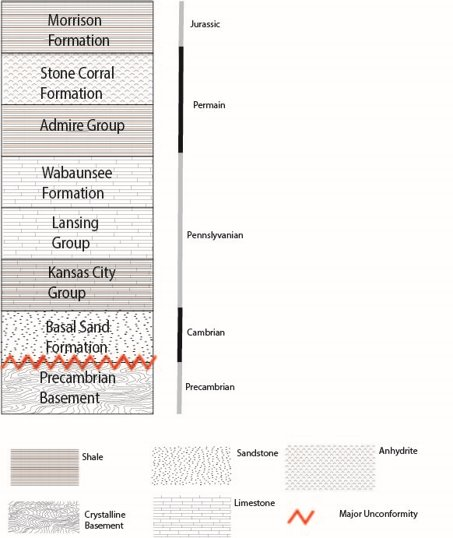 Morrison
Formation
Jurassic
Stone Corral
Formation
Permain
Admire Group
Wabaunsee
Formation
Lansing
Group
Pennslyvanian
Kansas City
Group
Basal Sand
Formation
Cambrian
Precambrian
Basement
Precambrian
Shale
Sandstone
Anhydrite
Crystalline
Basement
Limestone
Major Unconformity